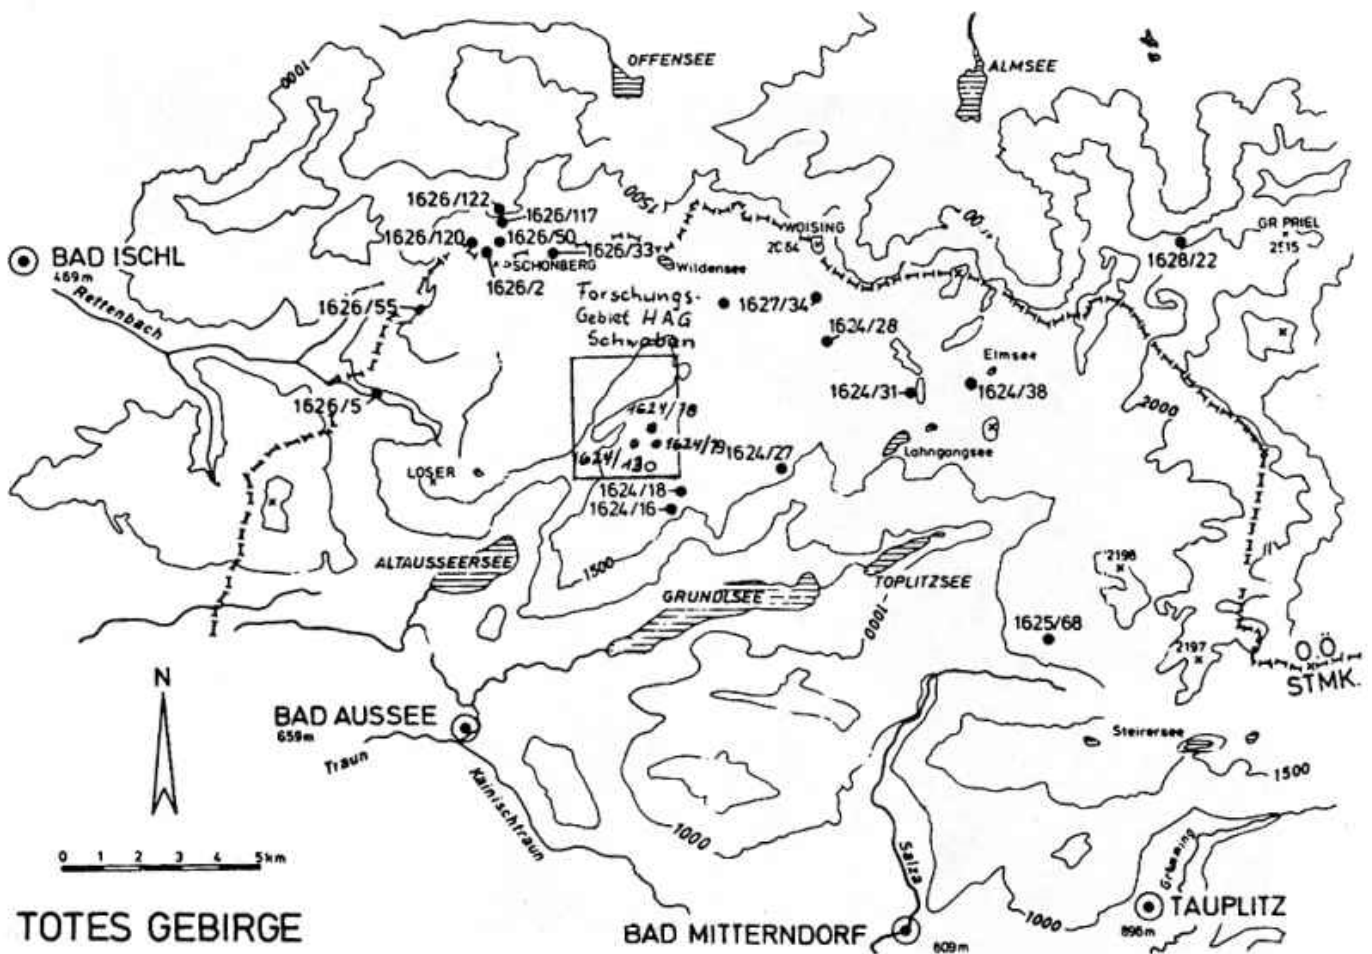 OFFENSEE
ALMSEE
1000
1500
1626/122
1626/117
1626/120
1626/50
SCHÖNBERG
1626/33
1626/2
WOISING
2064
Wildensee
GR PRIEL
2515
1628/22
BAD ISCHL
469m
Rettenbach
1626/55
Forschungs-
Gebiet HAG
Schwaben
1627/34
1624/28
Elmsee
1626/5
1624/31
1624/38
2000
1624/78
1624/79
1624/130
1624/27
Lahngangsee
LOSER
1624/18
1624/16
ALTAUSSEERSEE
1500
GRUNDLSEE
TOPLITZSEE
1000
2198
1625/68
2197
O.Ö
STMK.
N
BAD AUSSEE
659m
Traun
Kainischtraun
Steirersee
1500
1000
Salza
Grimming
0 1 2 3 4 5km
TOTES GEBIRGE
BAD MITTERNDORF
809m
1000
TAUPLITZ
896m